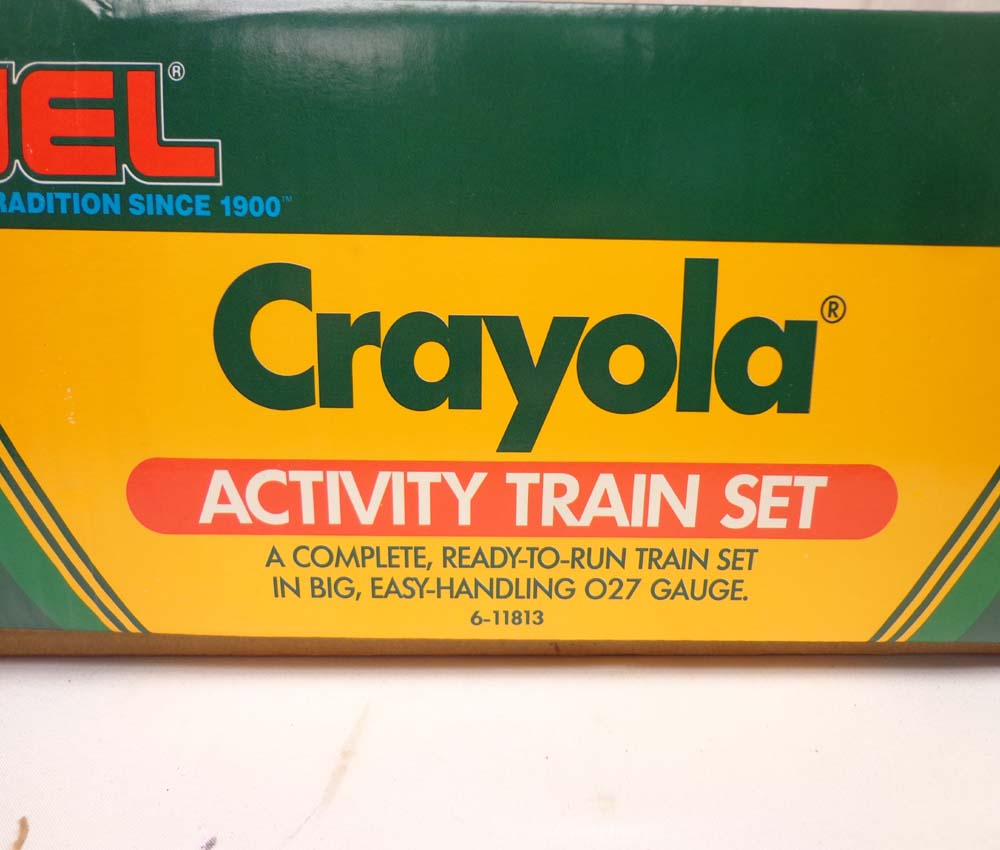 EL®
TRADITION SINCE 1900™
Crayola®
ACTIVITY TRAIN SET
A COMPLETE, READY-TO-RUN TRAIN SET
IN BIG, EASY-HANDLING O27 GAUGE.
6-11813